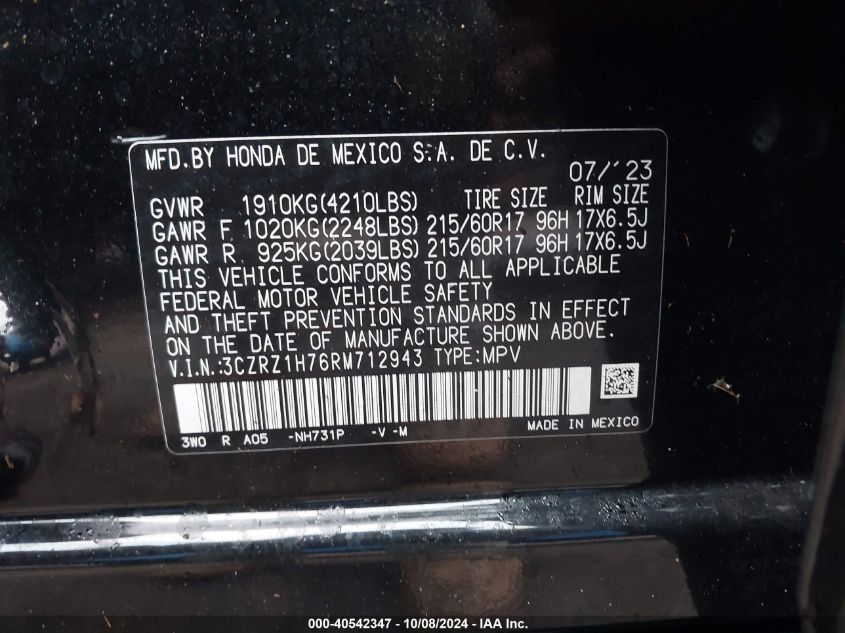 MFD.BY HONDA DE MEXICO S.A. DE C.V.
07/'23
GVWR 1910KG(4210LBS) TIRE SIZE RIM SIZE
GAWR F 1020KG(2248LBS) 215/60R17 96H 17X6.5J
GAWR R 925KG(2039LBS) 215/60R17 96H 17X6.5J
THIS VEHICLE CONFORMS TO ALL APPLICABLE
FEDERAL MOTOR VEHICLE SAFETY
AND THEFT PREVENTION STANDARDS IN EFFECT
ON THE DATE OF MANUFACTURE SHOWN ABOVE.
V.I.N.:3CZRZ1H76RM712943 TYPE:MPV
3W0 R A05 -NH731P -V -M MADE IN MEXICO
000-40542347 - 10/08/2024 - IAA Inc.